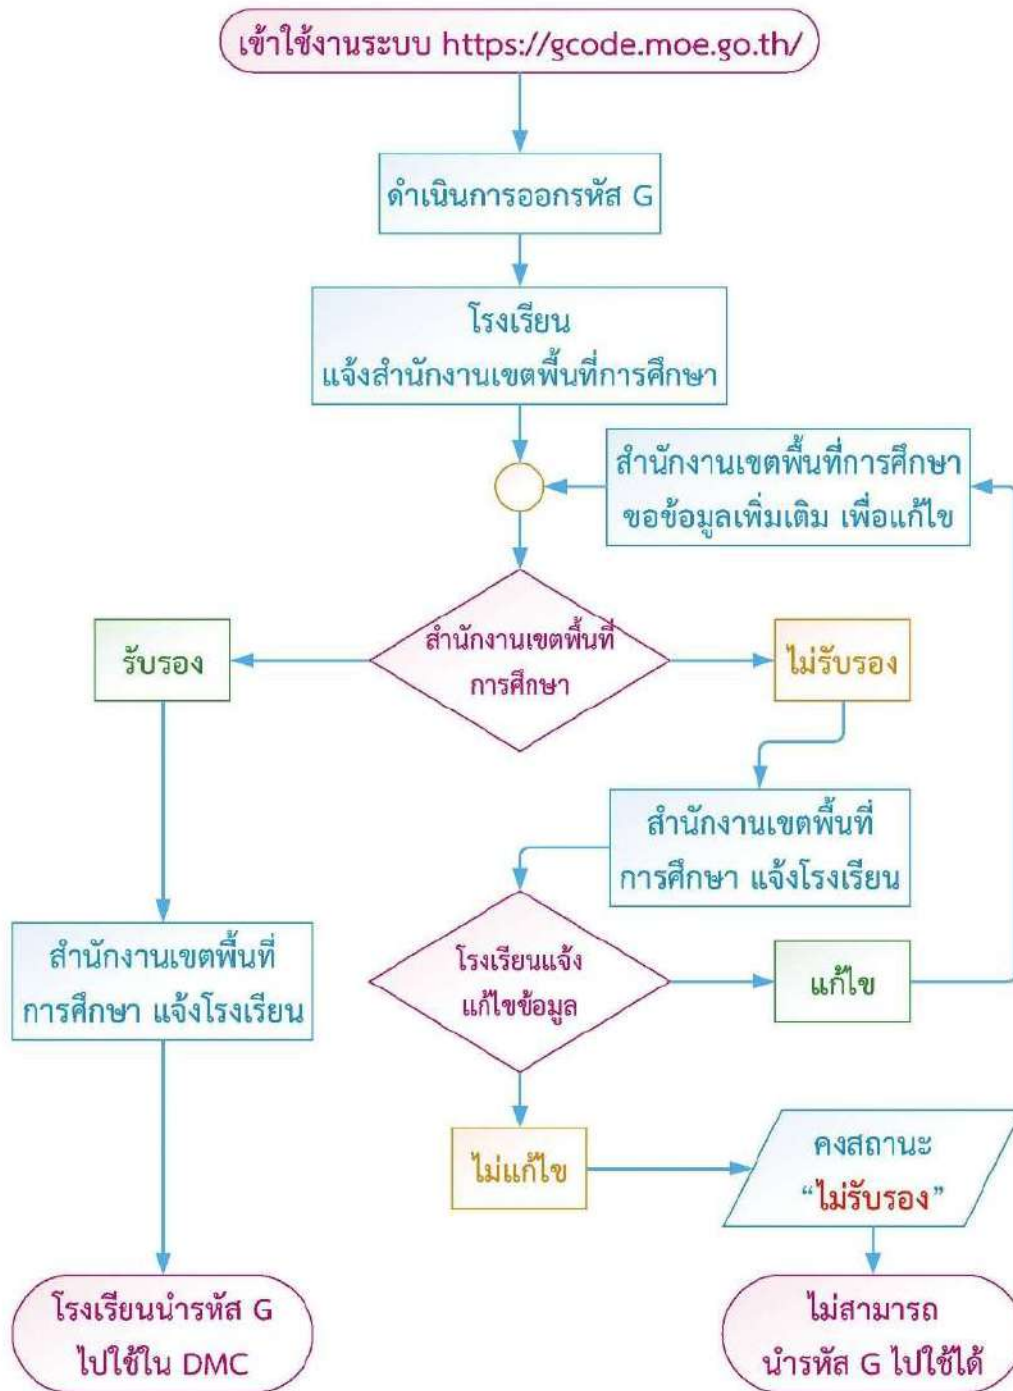 เข้าใช้งานระบบ https://gcode.moe.go.th/
ดำเนินการออกรหัส G
โรงเรียน
แจ้งสำนักงานเขตพื้นที่การศึกษา
สำนักงานเขตพื้นที่การศึกษา
ขอข้อมูลเพิ่มเติม เพื่อแก้ไข
สำนักงานเขตพื้นที่
การศึกษา
รับรอง
ไม่รับรอง
สำนักงานเขตพื้นที่
การศึกษา แจ้งโรงเรียน
โรงเรียนแจ้ง
แก้ไขข้อมูล
แก้ไข
สำนักงานเขตพื้นที่
การศึกษา แจ้งโรงเรียน
ไม่แก้ไข
คงสถานะ
“ไม่รับรอง”
โรงเรียนนำรหัส G
ไปใช้ใน DMC
ไม่สามารถ
นำรหัส G ไปใช้ได้